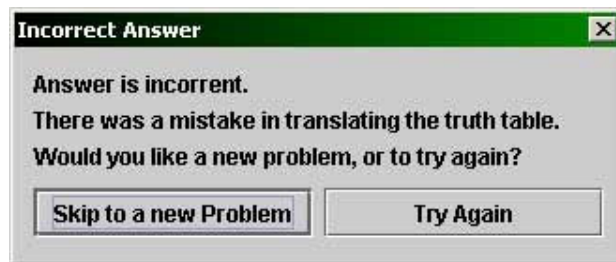 Incorrect Answer
Answer is incorrent.
There was a mistake in translating the truth table.
Would you like a new problem, or to try again?
Skip to a new Problem
Try Again